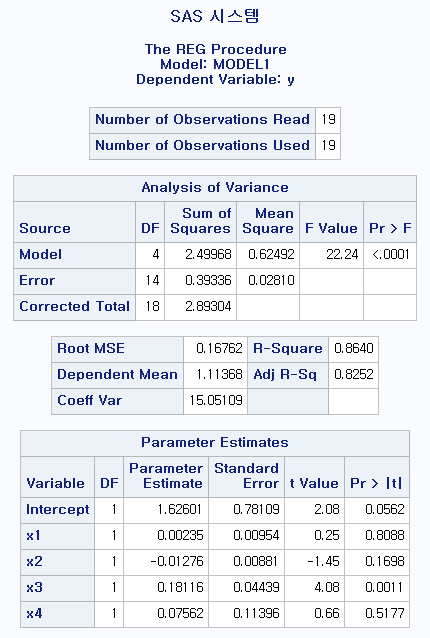 SAS 시스템
The REG Procedure
Model: MODEL1
Dependent Variable: y
Number of Observations Read 19
Number of Observations Used 19
Analysis of Variance
Source DF Sum of Squares Mean Square F Value Pr > F
Model 4 2.49968 0.62492 22.24 <.0001
Error 14 0.39336 0.02810
Corrected Total 18 2.89304
Root MSE 0.16762 R-Square 0.8640
Dependent Mean 1.11368 Adj R-Sq 0.8252
Coeff Var 15.05109
Parameter Estimates
Variable DF Parameter Estimate Standard Error t Value Pr > |t|
Intercept 1 1.62601 0.78109 2.08 0.0562
x1 1 0.00235 0.00954 0.25 0.8088
x2 1 -0.01276 0.00881 -1.45 0.1698
x3 1 0.18116 0.04439 4.08 0.0011
x4 1 0.07562 0.11396 0.66 0.5177